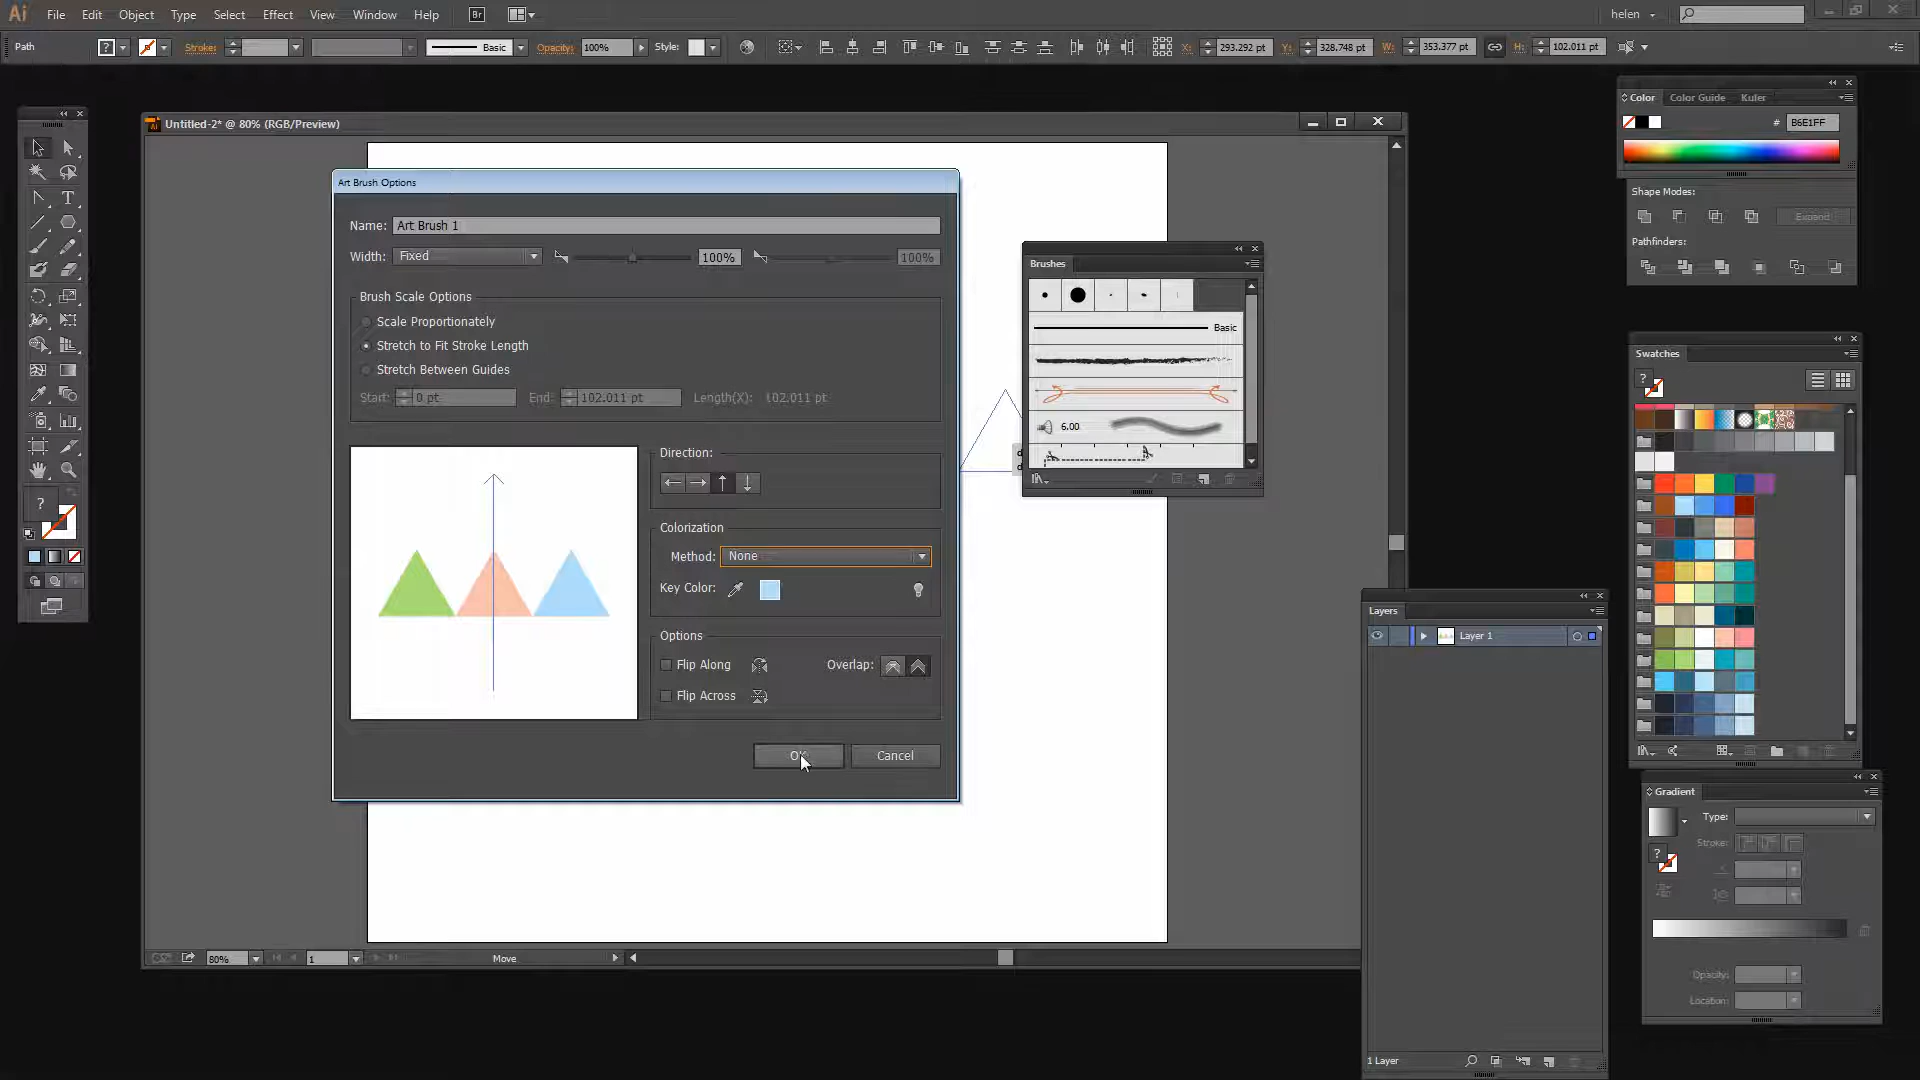 Ai File Edit Object Type Select Effect View Window Help Br helen
Path ? Stroke: Basic Opacity: 100% Style: X: 293.292 pt Y: 328.748 pt W: 353.377 pt H: 102.011 pt
Untitled-2* @ 80% (RGB/Preview)
Art Brush Options
Name: Art Brush 1
Width: Fixed 100% 100%
Brush Scale Options
Scale Proportionately
Stretch to Fit Stroke Length
Stretch Between Guides
Start: 0 pt End: 102.011 pt Length(X): 102.011 pt
Direction:
Colorization
Method: None
Key Color:
Options
Flip Along Overlap:
Flip Across
OK Cancel
Brushes
Basic
6.00
Color Color Guide Kuler
# B6E1FF
Shape Modes:
Expand
Pathfinders:
Swatches
?
Layers
Layer 1
1 Layer
Gradient
Type:
Stroke:
?
Opacity:
Location:
T
?
80% 1 Move